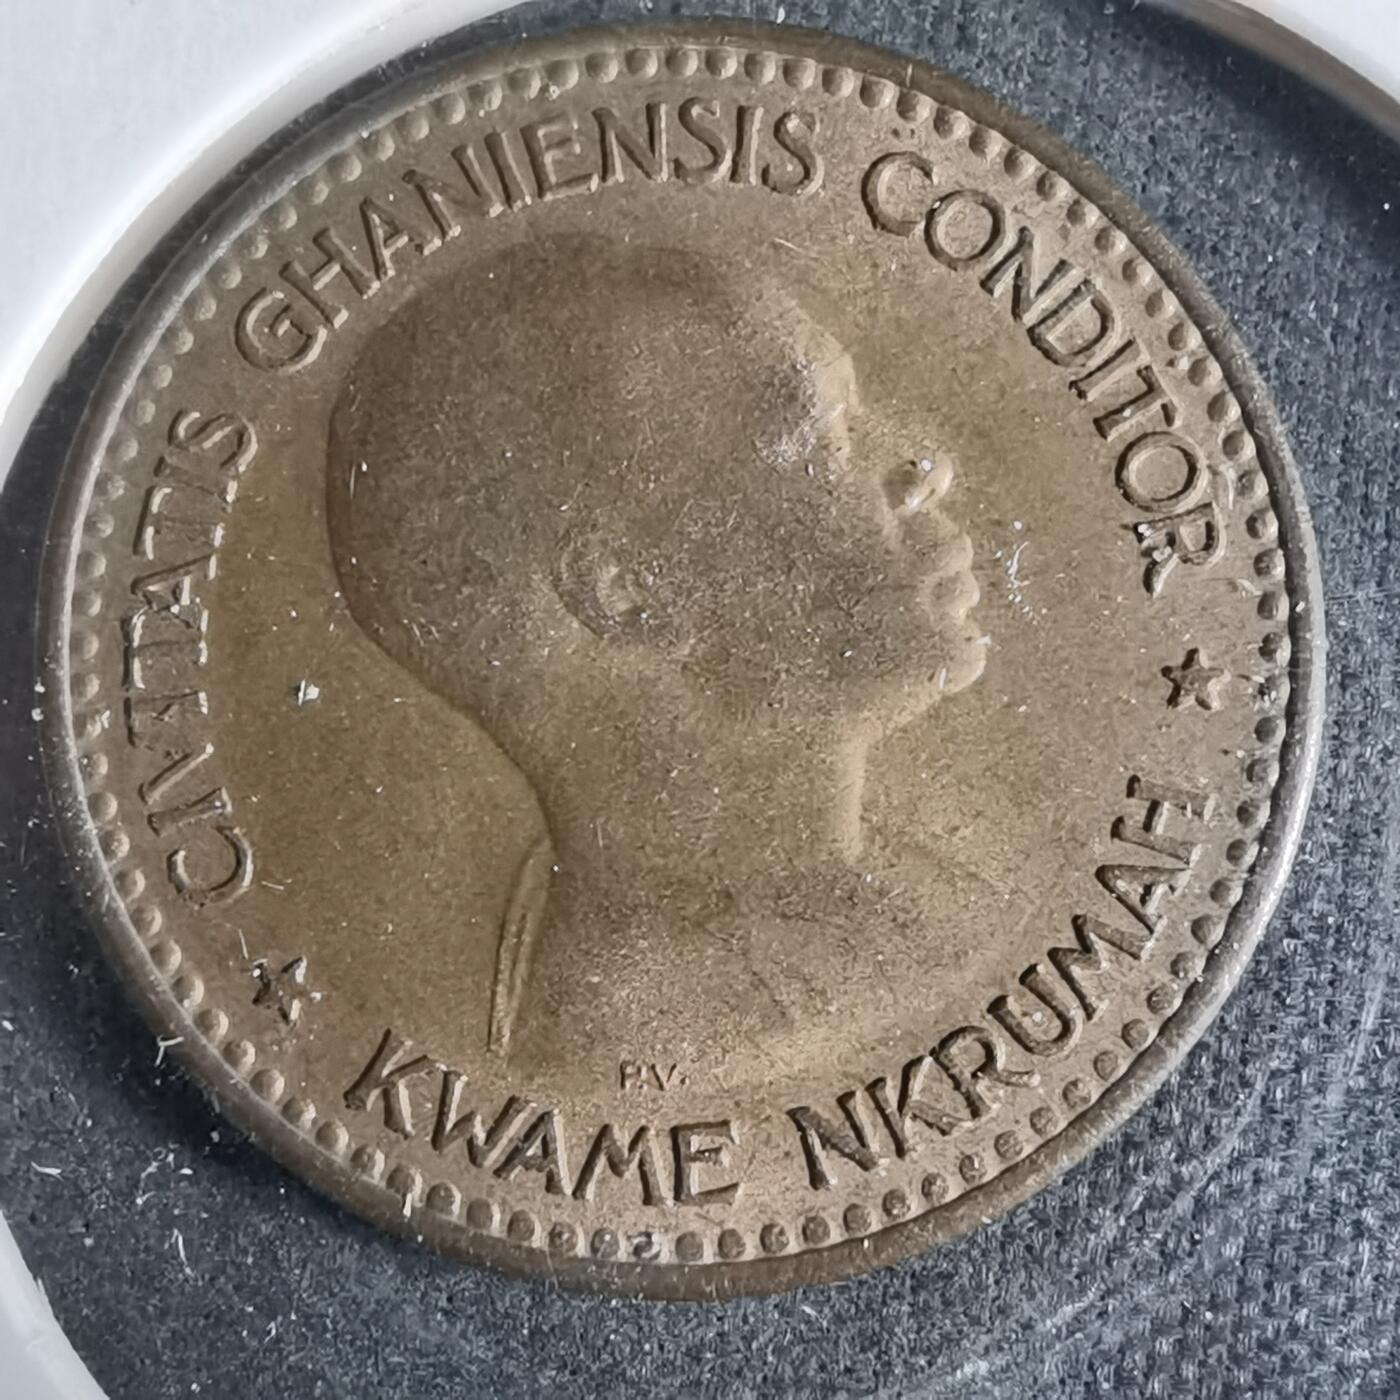 CIVITATIS GHANIENSIS CONDITOR
KWAME NKRUMAH
P.V.